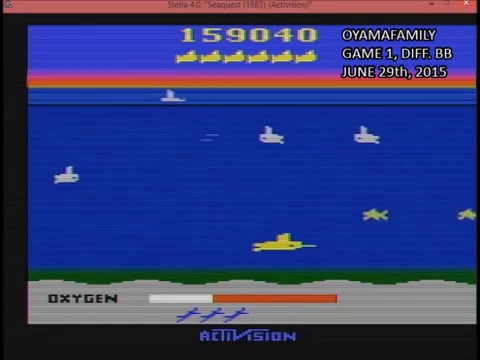 Stella 4.0: "Seaquest (1983) (Activision)"
159040
OYAMAFAMILY
GAME 1, DIFF. BB
JUNE 29th, 2015
OXYGEN
ACTIVISION